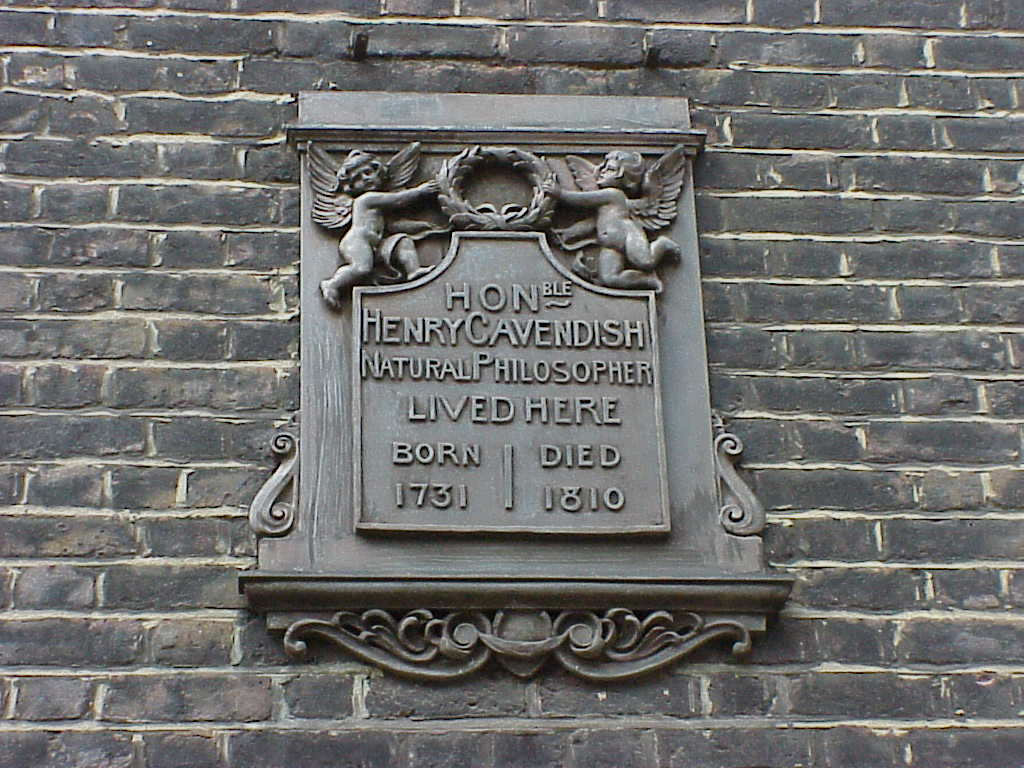 HONBLE
HENRY CAVENDISH
NATURAL PHILOSOPHER
LIVED HERE
BORN | DIED
1731 | 1810